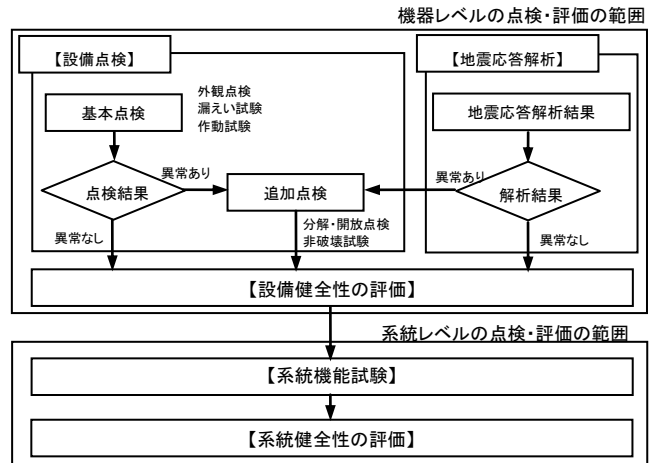 機器レベルの点検・評価の範囲
【設備点検】
【地震応答解析】
基本点検
外観点検
漏えい試験
作動試験
地震応答解析結果
点検結果
異常あり
追加点検
異常あり
解析結果
分解・開放点検
非破壊試験
異常なし
異常なし
【設備健全性の評価】
系統レベルの点検・評価の範囲
【系統機能試験】
【系統健全性の評価】